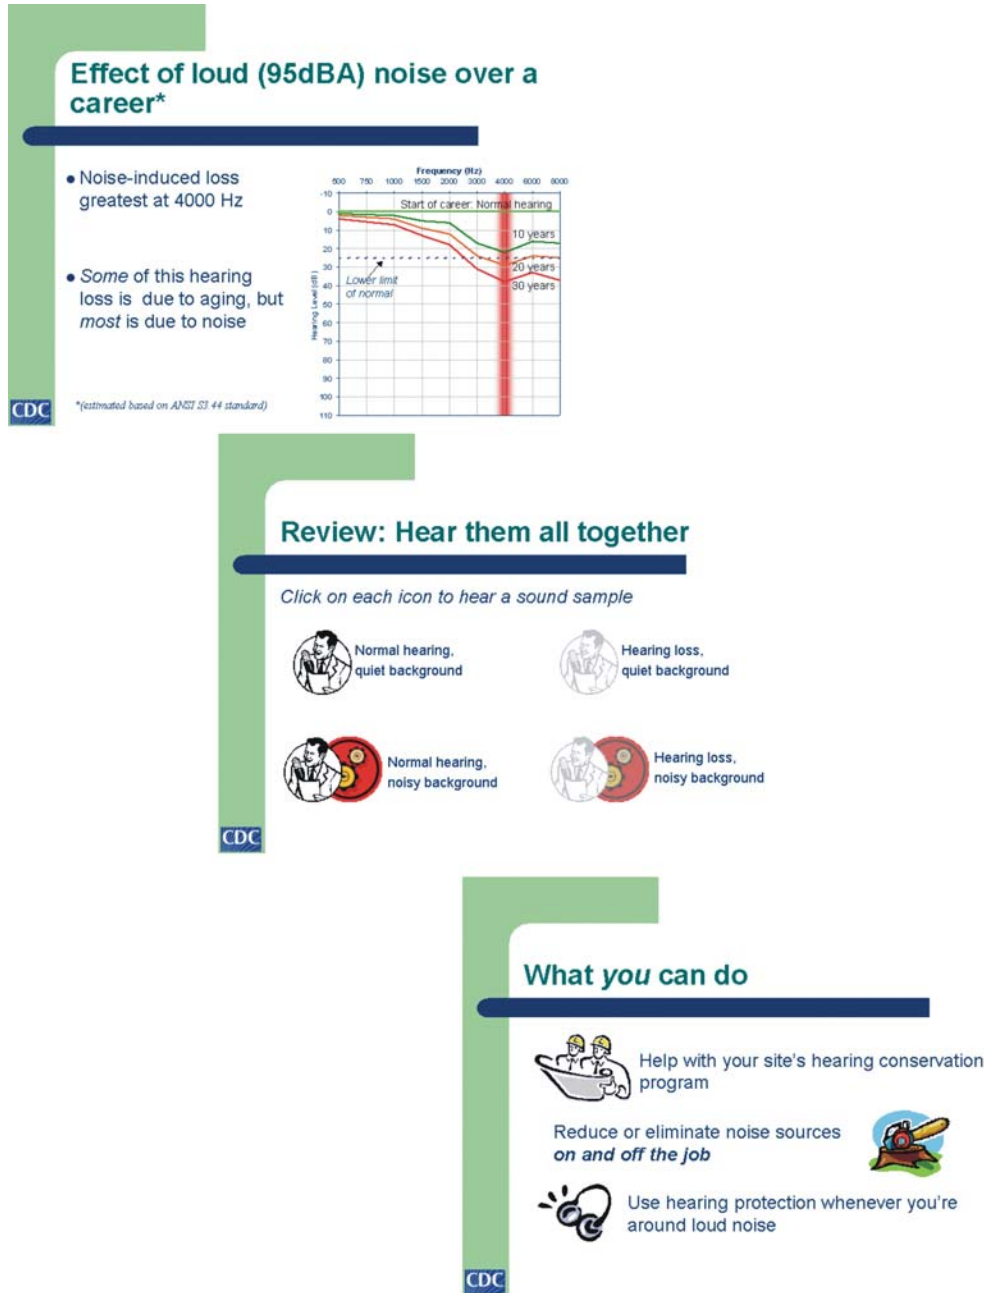 Effect of loud (95dBA) noise over a
career*
• Noise-induced loss
greatest at 4000 Hz
• Some of this hearing
loss is due to aging, but
most is due to noise
*(estimated based on ANSI S3.44 standard)
Frequency (Hz)
500 750 1000 1500 2000 3000 4000 6000 8000
-10
0
10
20
30
40
50
60
70
80
90
100
110
Hearing Level (dB)
Start of career: Normal hearing
10 years
20 years
30 years
Lower limit
of normal
CDC
Review: Hear them all together
Click on each icon to hear a sound sample
Normal hearing,
quiet background
Hearing loss,
quiet background
Normal hearing,
noisy background
Hearing loss,
noisy background
CDC
What you can do
Help with your site's hearing conservation
program
Reduce or eliminate noise sources
on and off the job
Use hearing protection whenever you're
around loud noise
CDC